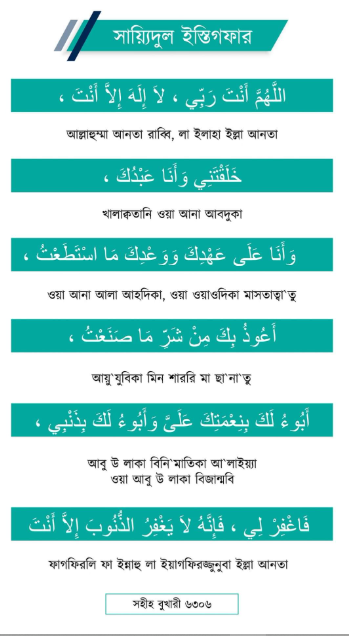 সায়্যিদুল ইস্তিগফার
اللَّهُمَّ أَنْتَ رَبِّي ، لاَ إِلَهَ إِلاَّ أَنْتَ ،
আল্লাহুম্মা আনতা রাব্বি, লা ইলাহা ইল্লা আনতা
خَلَقْتَنِي وَأَنَا عَبْدُكَ ،
খালাক্বতানি ওয়া আনা আবদুকা
وَأَنَا عَلَى عَهْدِكَ وَوَعْدِكَ مَا اسْتَطَعْتُ ،
ওয়া আনা আলা আহদিকা, ওয়া ওয়াওদিকা মাসতাত্বা`তু
أَعُوذُ بِكَ مِنْ شَرِّ مَا صَنَعْتُ ،
আয়ু`যুবিকা মিন শাররি মা ছা`না`তু
أَبُوءُ لَكَ بِنِعْمَتِكَ عَلَىَّ وَأَبُوءُ لَكَ بِذَنْبِي ،
আবু উ লাকা বিনি`মাতিকা আ`লাইয়্যা
ওয়া আবু উ লাকা বিজাম্মবি
فَاغْفِرْ لِي ، فَإِنَّهُ لاَ يَغْفِرُ الذُّنُوبَ إِلاَّ أَنْتَ
ফাগফিরলি ফা ইন্নাহু লা ইয়াগফিরজ্জুনুবা ইল্লা আনতা
সহীহ বুখারী ৬৩০৬